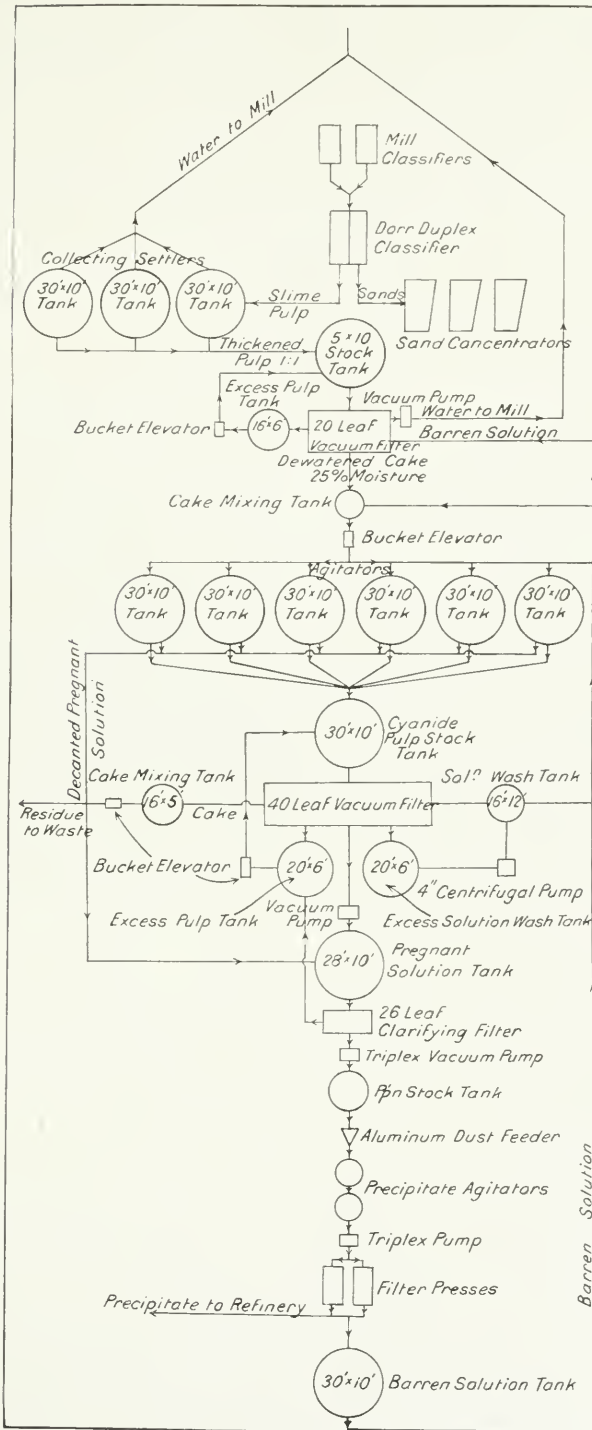 Water to Mill
Mill
Classifiers
Dorr Duplex
Classifier
Collecting Settlers
30'x10'
Tank
30'x10'
Tank
30'x10'
Tank
Slime
Pulp
Sands
Sand Concentrators
Thickened
Pulp 1:1
5'x10
Stock
Tank
Excess Pulp
Tank
16'x6'
Bucket Elevator
Vacuum Pump
Water to Mill
20 Leaf
Vacuum Filter
Barren Solution
Dewatered Cake
25% Moisture
Cake Mixing Tank
Bucket Elevator
Agitators
30'x10'
Tank
30'x10'
Tank
30'x10'
Tank
30'x10'
Tank
30'x10'
Tank
30'x10'
Tank
Decanted Pregnant
Solution
30'x10'
Cyanide
Pulp Stock
Tank
Cake Mixing Tank
16'x5'
Cake
Residue
to Waste
40 Leaf Vacuum Filter
Sol.n Wash Tank
16'x12'
Bucket Elevator
20'x6'
20'x6'
4" Centrifugal Pump
Excess Pulp Tank
Vacuum
Pump
Excess Solution Wash Tank
28'x10'
Pregnant
Solution Tank
26 Leaf
Clarifying Filter
Triplex Vacuum Pump
Pp'n Stock Tank
Aluminum Dust Feeder
Precipitate Agitators
Triplex Pump
Filter Presses
Precipitate to Refinery
Barren Solution
30'x10'
Barren Solution Tank